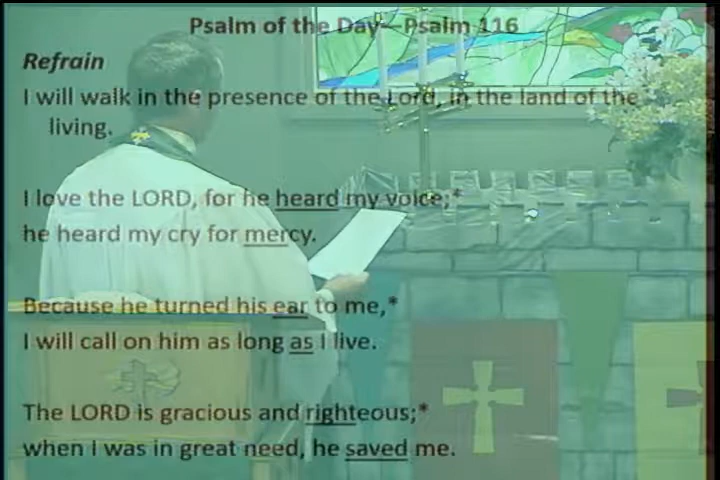 Psalm of the Day—Psalm 116
Refrain
I will walk in the presence of the Lord, in the land of the
living.
I love the LORD, for he heard my voice;*
he heard my cry for mercy.
Because he turned his ear to me,*
I will call on him as long as I live.
The LORD is gracious and righteous;*
when I was in great need, he saved me.